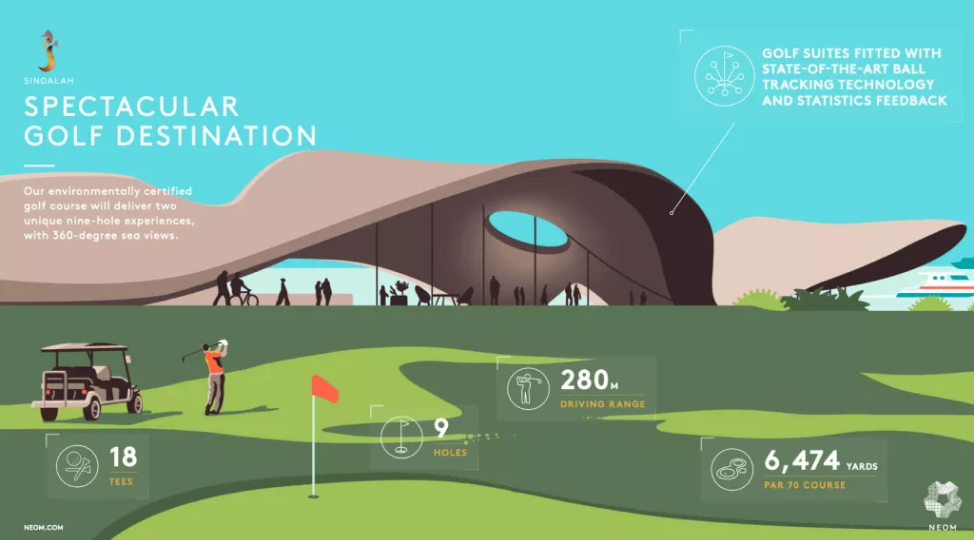 SINDALAH
SPECTACULAR
GOLF DESTINATION
Our environmentally certified
golf course will deliver two
unique nine-hole experiences,
with 360-degree sea views.
GOLF SUITES FITTED WITH
STATE-OF-THE-ART BALL
TRACKING TECHNOLOGY
AND STATISTICS FEEDBACK
280M
DRIVING RANGE
9
HOLES
18
TEES
6,474 YARDS
PAR 70 COURSE
NEOM.COM
NEOM